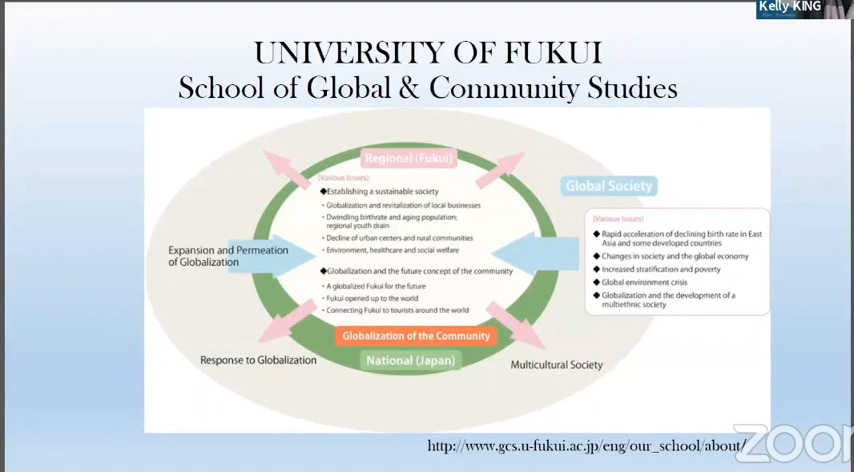 Kelly KING
UNIVERSITY OF FUKUI
School of Global & Community Studies
Regional (Fukui)
(Various Issues)
◆Establishing a sustainable society
• Globalization and revitalization of local businesses
• Dwindling birthrate and aging population;
regional youth drain
• Decline of urban centers and rural communities
• Environment, healthcare and social welfare
◆Globalization and the future concept of the community
• A globalized Fukui for the future
• Fukui opened up to the world
• Connecting Fukui to tourists around the world
Globalization of the Community
National (Japan)
Expansion and Permeation
of Globalization
Response to Globalization
Multicultural Society
Global Society
(Various Issues)
◆ Rapid acceleration of declining birth rate in East
Asia and some developed countries
◆ Changes in society and the global economy
◆ Increased stratification and poverty
◆ Global environment crisis
◆ Globalization and the development of a
multiethnic society
http://www.gcs.u-fukui.ac.jp/eng/our_school/about/
zoom